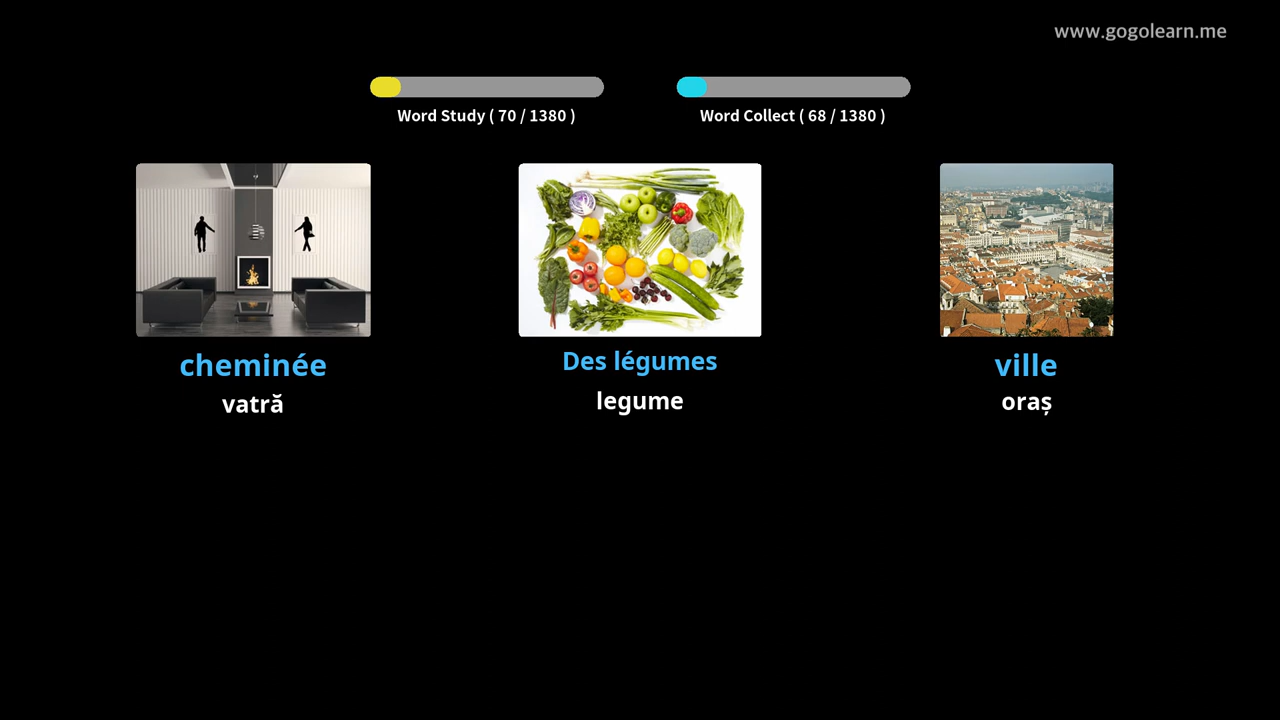 www.gogolearn.me
Word Study ( 70 / 1380 )
Word Collect ( 68 / 1380 )
cheminée
vatră
Des légumes
legume
ville
oraș